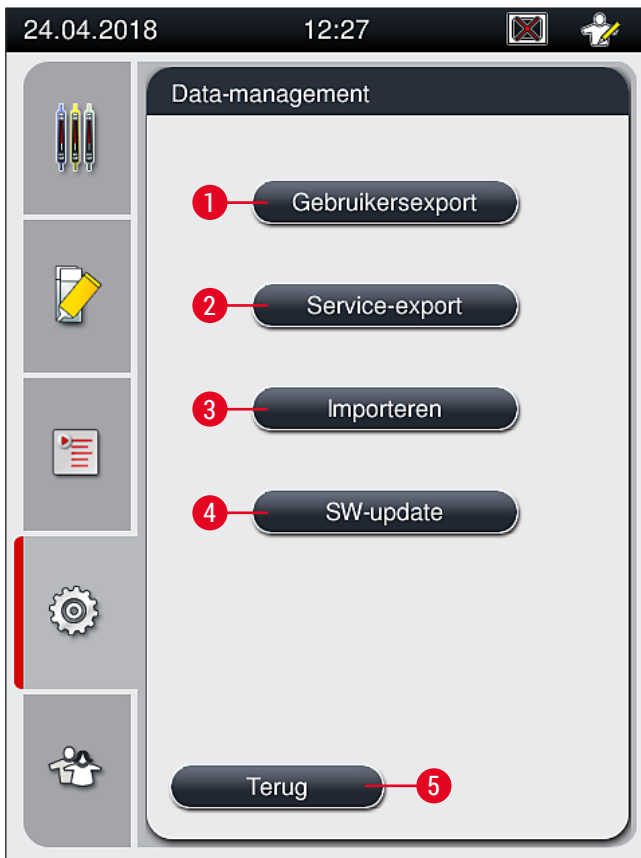 24.04.2018 12:27
Data-management
1 Gebruikersexport
2 Service-export
3 Importeren
4 SW-update
Terug 5